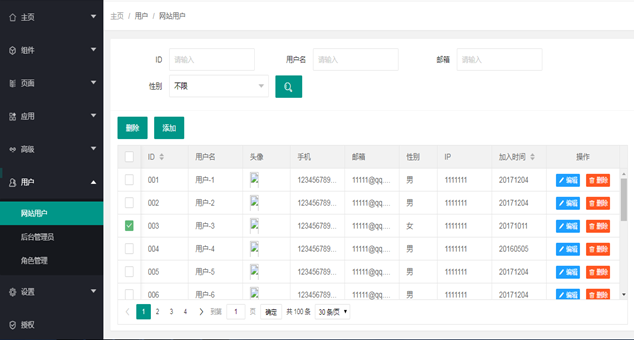 主页
组件
页面
应用
高级
用户
网站用户
后台管理员
角色管理
设置
授权
主页 / 用户 / 网站用户
ID 请输入 用户名 请输入 邮箱 请输入
性别 不限
删除 添加
ID 用户名 头像 手机 邮箱 性别 IP 加入时间 操作
001 用户-1 123456789... 11111@qq.... 男 1111111 20171204 编辑 删除
002 用户-2 123456789... 11111@qq.... 男 1111111 20171204 编辑 删除
003 用户-3 123456789... 11111@qq.... 女 1111111 20171011 编辑 删除
004 用户-4 123456789... 11111@qq.... 男 1111111 20160505 编辑 删除
005 用户-5 123456789... 11111@qq.... 男 1111111 20171204 编辑 删除
006 用户-6 123456789... 11111@qq.... 男 1111111 20171204 编辑 删除
1 2 3 4 到第 1 页 确定 共 100 条 30 条/页